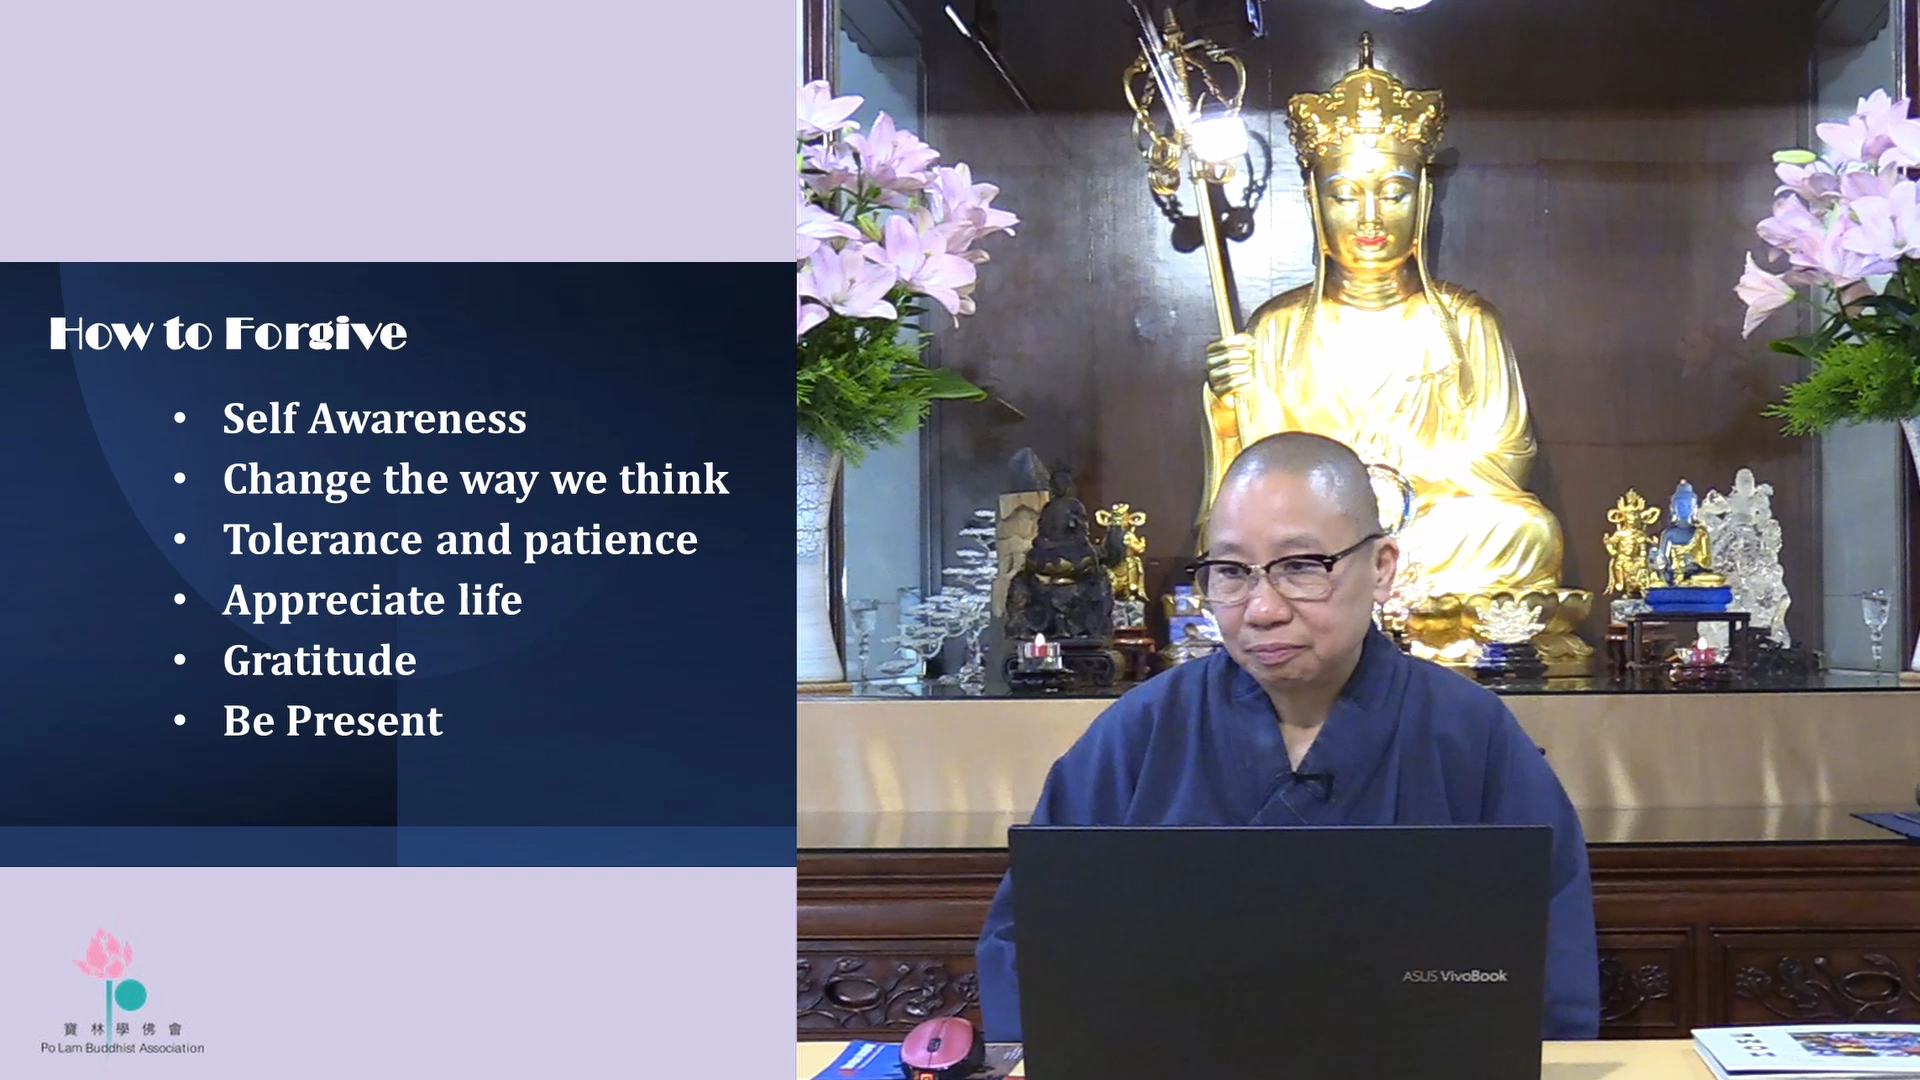 How to Forgive
• Self Awareness
• Change the way we think
• Tolerance and patience
• Appreciate life
• Gratitude
• Be Present
寶林學佛會
Po Lam Buddhist Association
ASUS VivoBook